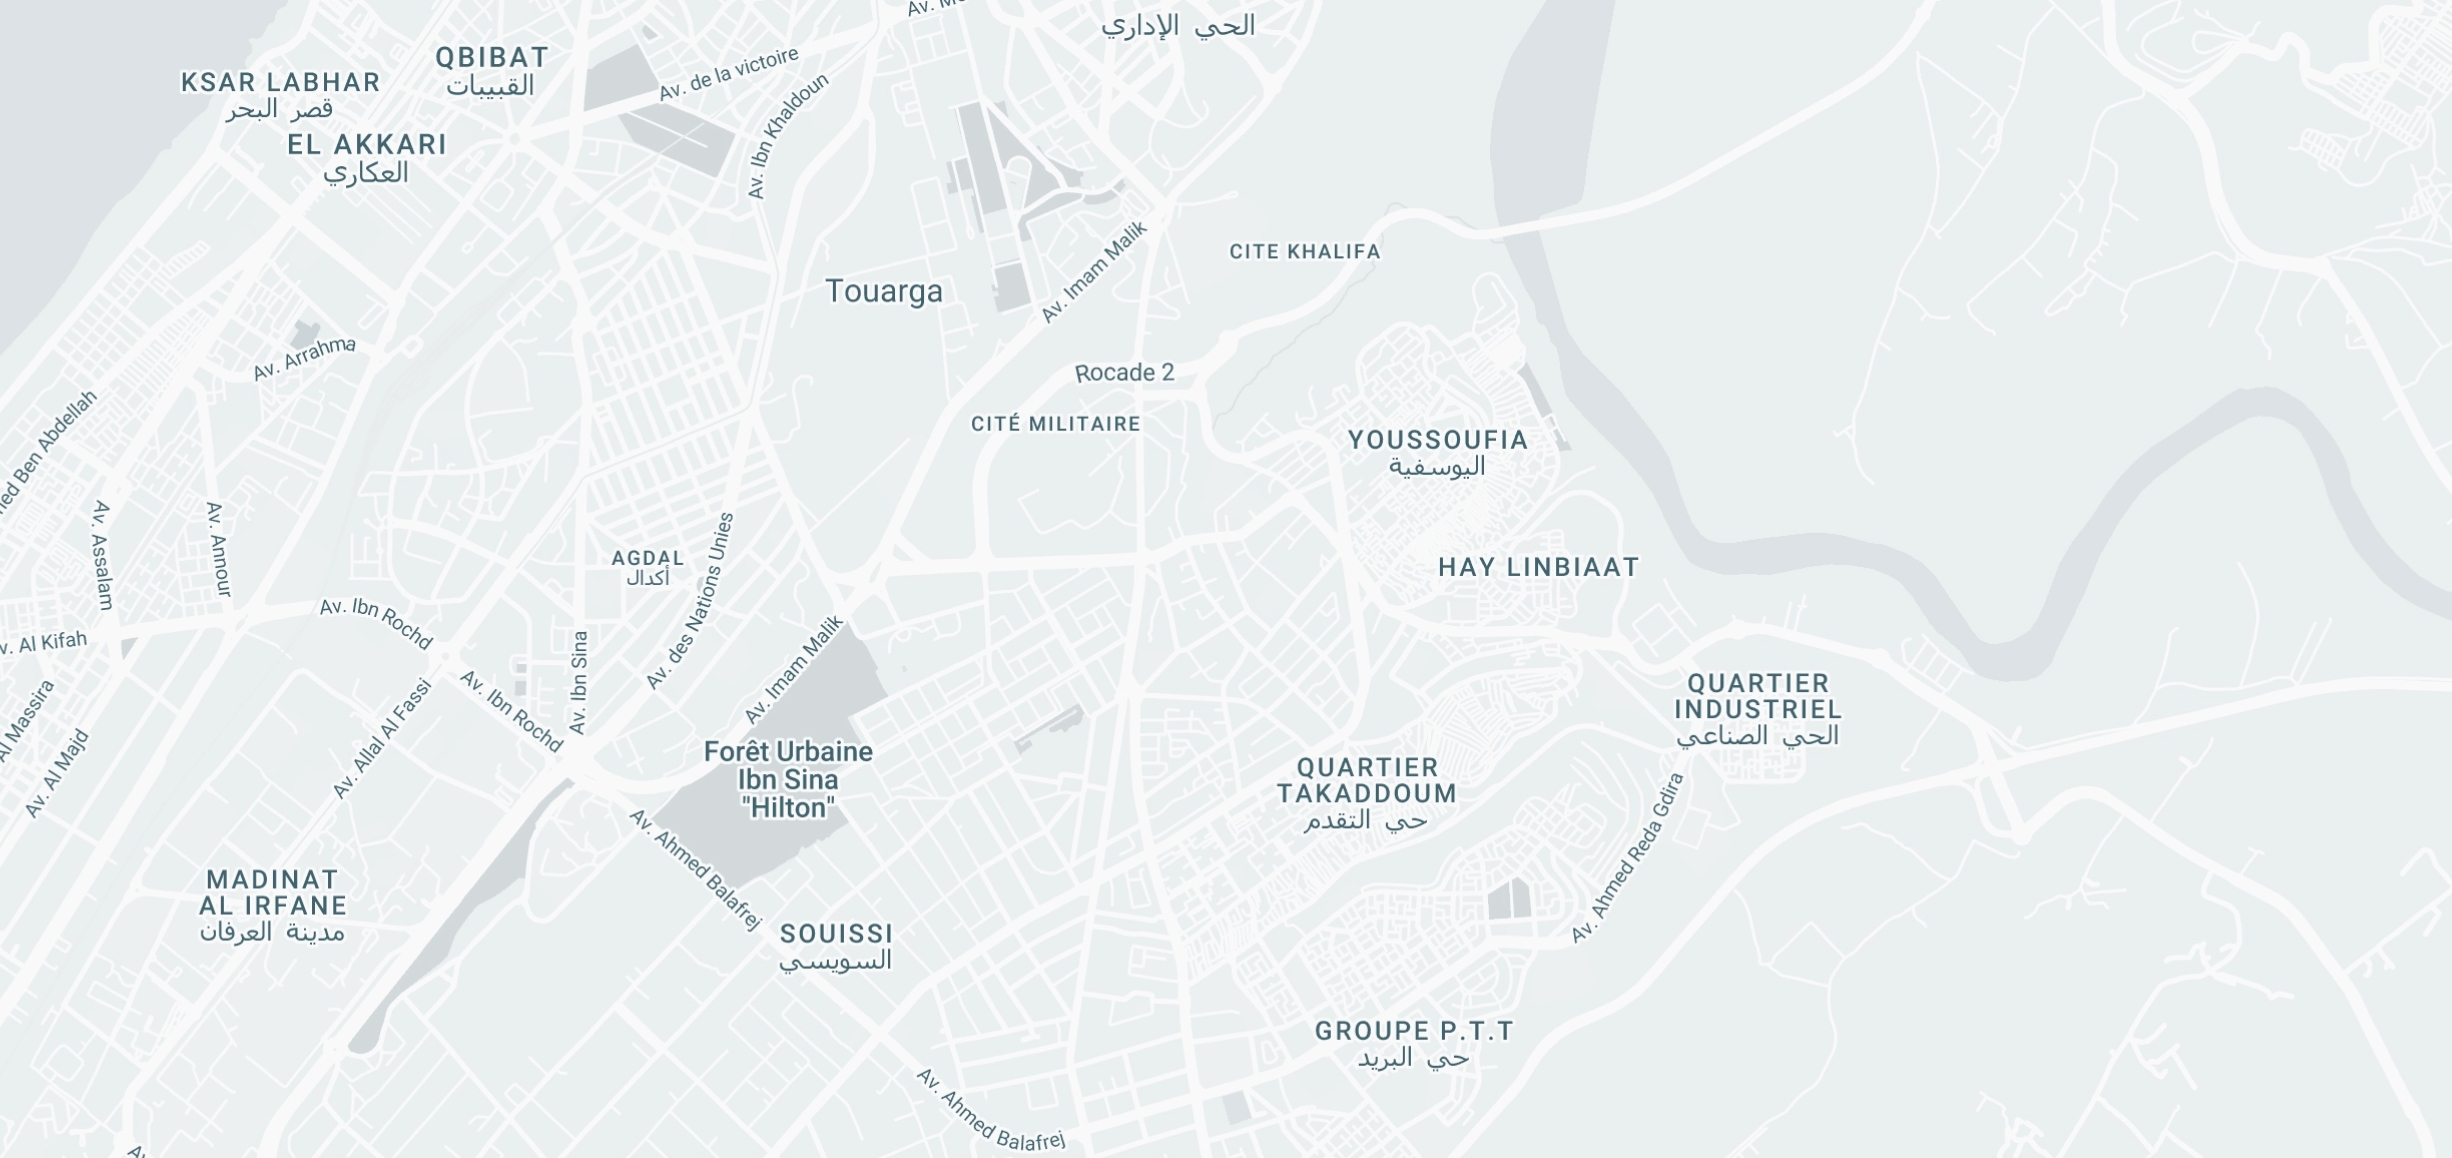 Av.
الحي الإداري
QBIBAT
القبيبات
KSAR LABHAR
قصر البحر
EL AKKARI
العكاري
Av. de la victoire
Av. Ibn Khaldoun
Touarga
Av. Imam Malik
CITE KHALIFA
Av. Arrahma
Rocade 2
CITÉ MILITAIRE
YOUSSOUFIA
اليوسفية
Ben Abdellah
Av. Assalam
Av. Annour
AGDAL
أكدال
Av. des Nations Unies
HAY LINBIAAT
Av. Ibn Rochd
Al Kifah
Av. Ibn Sina
Av. Imam Malik
Av. Ibn Rochd
Av. Allal Al Fassi
Al Massira
Av. Al Majd
QUARTIER
INDUSTRIEL
الحي الصناعي
Forêt Urbaine
Ibn Sina
"Hilton"
QUARTIER
TAKADDOUM
حي التقدم
Av. Ahmed Reda Gdira
Av. Ahmed Balafrej
MADINAT
AL IRFANE
مدينة العرفان
SOUISSI
السويسي
GROUPE P.T.T
حي البريد
Av. Ahmed Balafrej